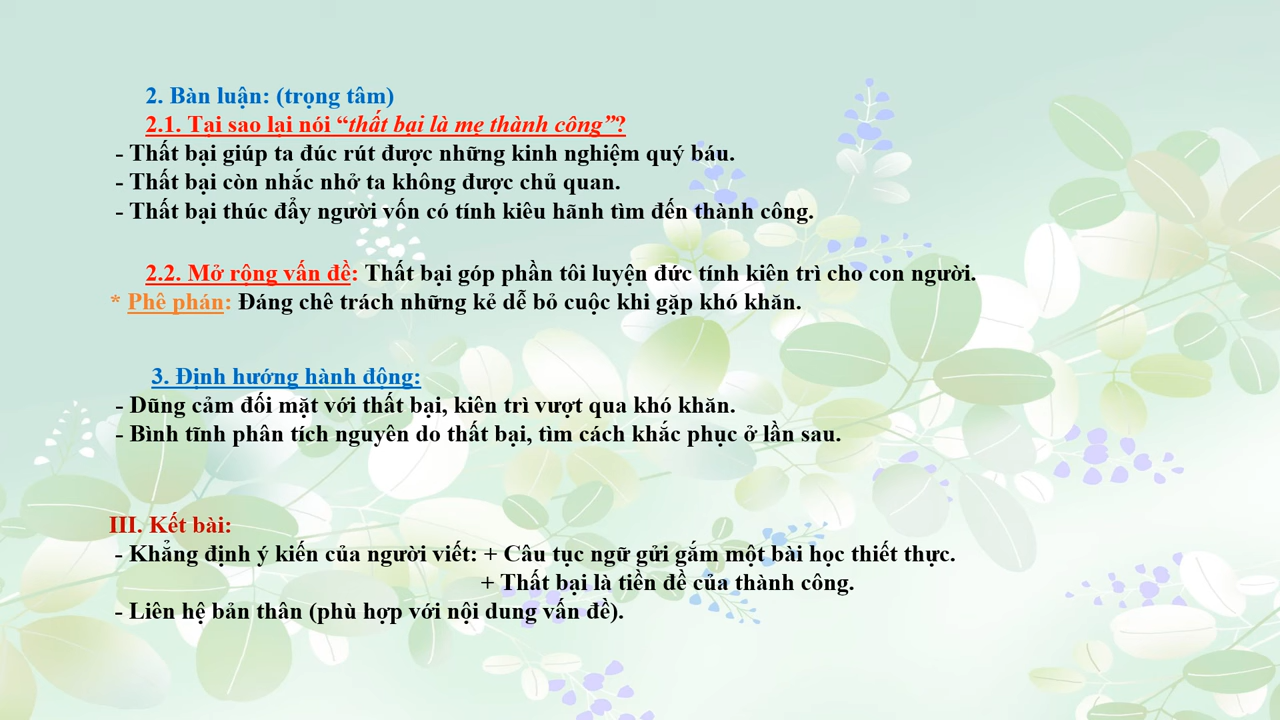 2. Bàn luận: (trọng tâm)
2.1. Tại sao lại nói “thất bại là mẹ thành công”?
- Thất bại giúp ta đúc rút được những kinh nghiệm quý báu.
- Thất bại còn nhắc nhở ta không được chủ quan.
- Thất bại thúc đẩy người vốn có tính kiêu hãnh tìm đến thành công.
2.2. Mở rộng vấn đề: Thất bại góp phần tôi luyện đức tính kiên trì cho con người.
* Phê phán: Đáng chê trách những kẻ dễ bỏ cuộc khi gặp khó khăn.
3. Định hướng hành động:
- Dũng cảm đối mặt với thất bại, kiên trì vượt qua khó khăn.
- Bình tĩnh phân tích nguyên do thất bại, tìm cách khắc phục ở lần sau.
III. Kết bài:
- Khẳng định ý kiến của người viết: + Câu tục ngữ gửi gắm một bài học thiết thực.
+ Thất bại là tiền đề của thành công.
- Liên hệ bản thân (phù hợp với nội dung vấn đề).